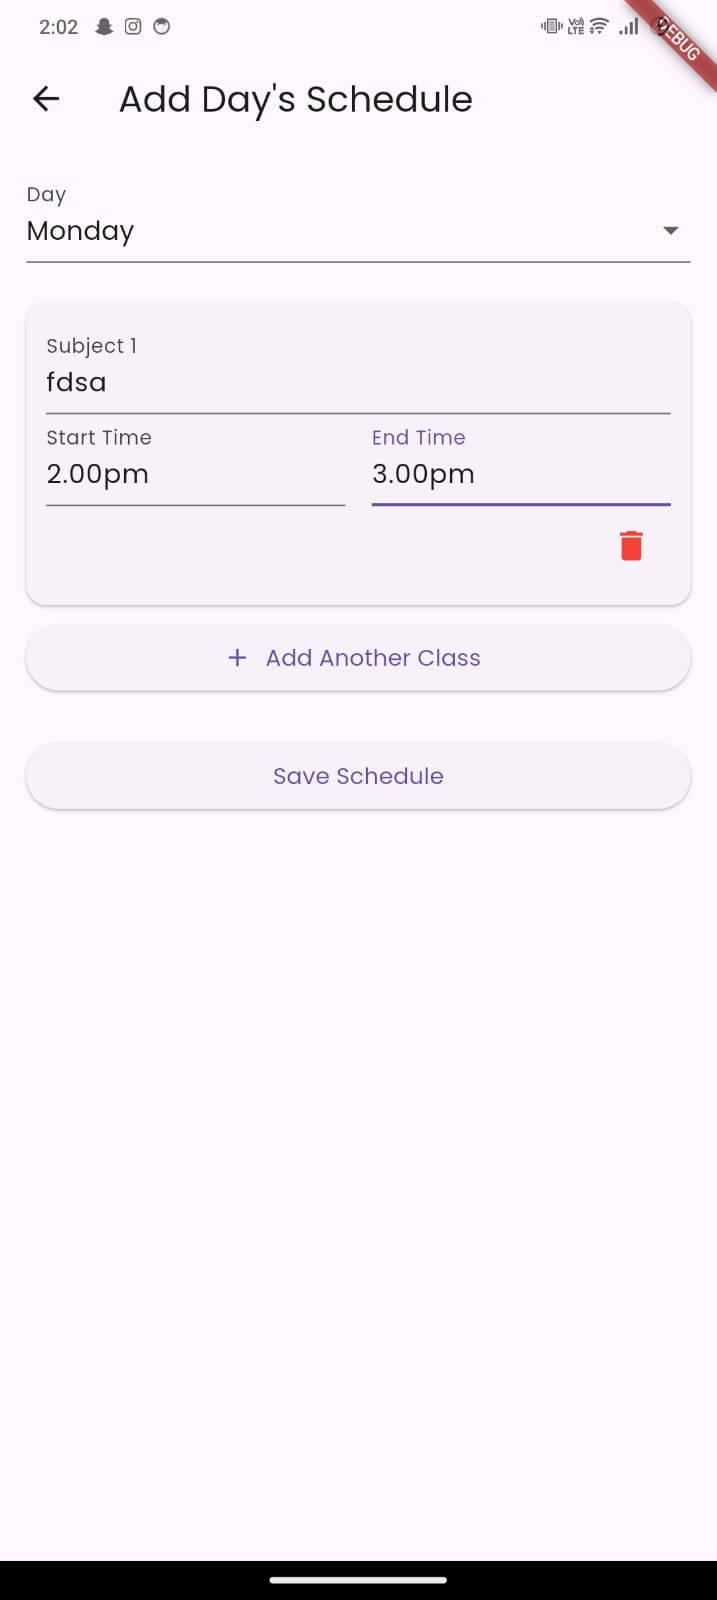 2:02
Vo) LTE
DEBUG
Add Day's Schedule
Day
Monday
Subject 1
fdsa
Start Time End Time
2.00pm 3.00pm
+ Add Another Class
Save Schedule